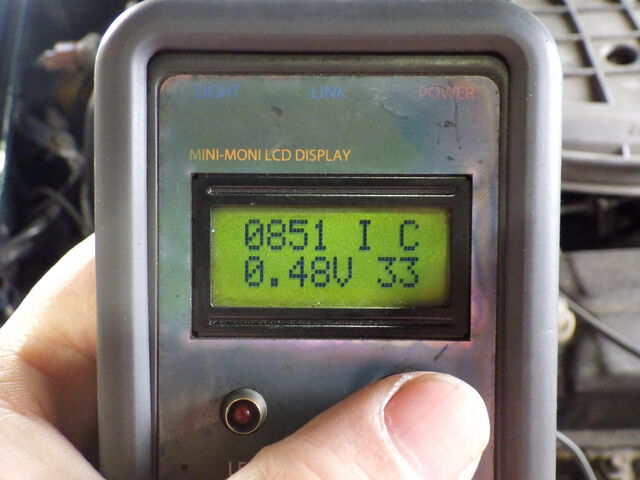 LIGHT LINK POWER
MINI-MONI LCD DISPLAY
0851 I C
0.48V 33